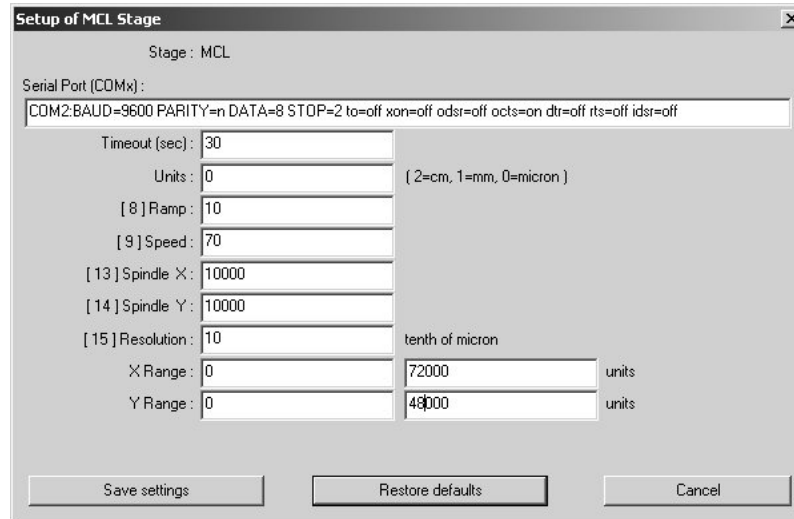 Setup of MCL Stage
Stage : MCL
Serial Port (COMx) :
COM2:BAUD=9600 PARITY=n DATA=8 STOP=2 to=off xon=off odsr=off octs=on dtr=off rts=off idsr=off
Timeout (sec) : 30
Units : 0 ( 2=cm, 1=mm, 0=micron )
[ 8 ] Ramp : 10
[ 9 ] Speed : 70
[ 13 ] Spindle X : 10000
[ 14 ] Spindle Y : 10000
[ 15 ] Resolution : 10 tenth of micron
X Range : 0 72000 units
Y Range : 0 48000 units
Save settings Restore defaults Cancel